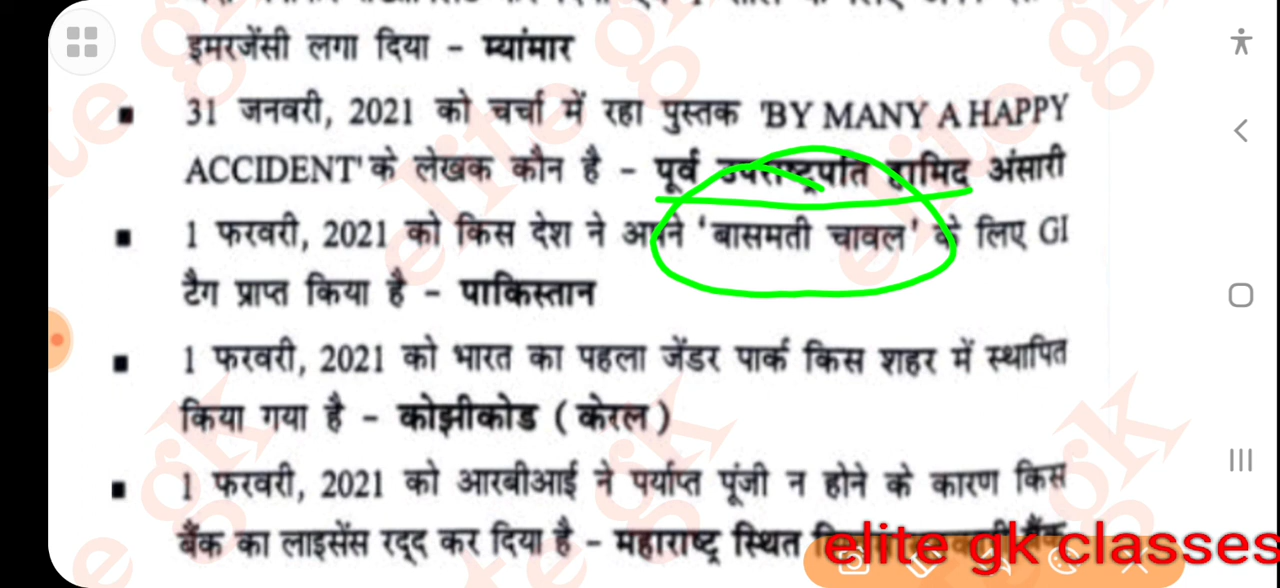 इमरजेंसी लगा दिया – म्यांमार
▪ 31 जनवरी, 2021 को चर्चा में रहा पुस्तक 'BY MANY A HAPPY
ACCIDENT' के लेखक कौन है – पूर्व उपराष्ट्रपति हामिद अंसारी
▪ 1 फरवरी, 2021 को किस देश ने अपने 'बासमती चावल' के लिए GI
टैग प्राप्त किया है – पाकिस्तान
▪ 1 फरवरी, 2021 को भारत का पहला जेंडर पार्क किस शहर में स्थापित
किया गया है – कोझीकोड (केरल)
▪ 1 फरवरी, 2021 को आरबीआई ने पर्याप्त पूंजी न होने के कारण किस
बैंक का लाइसेंस रद्द कर दिया है – महाराष्ट्र स्थित
elite gk classes